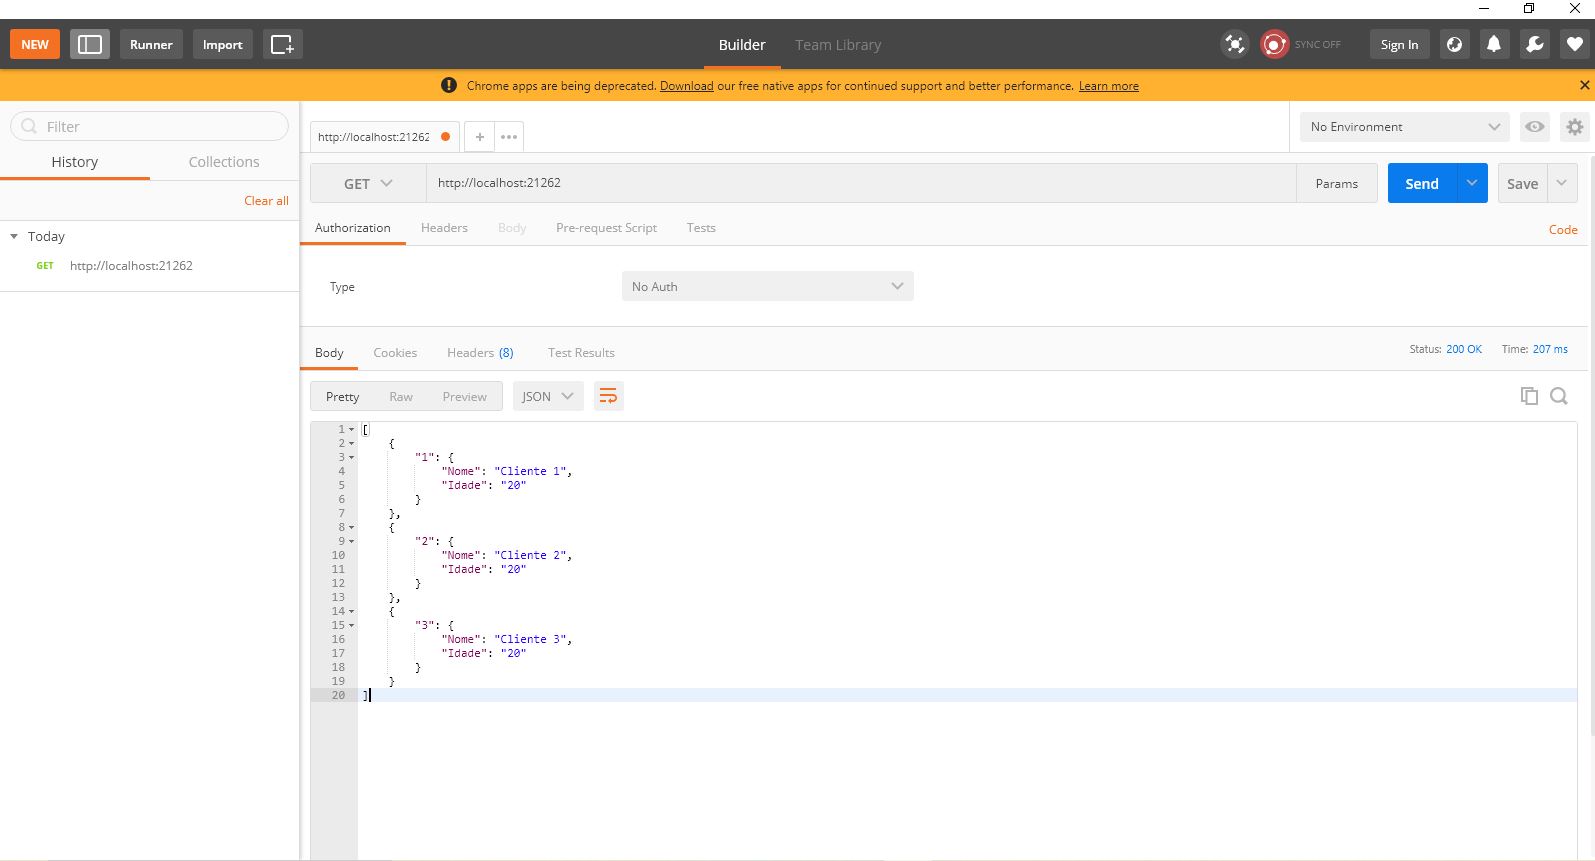 NEW Runner Import Builder Team Library SYNC OFF Sign In
! Chrome apps are being deprecated. Download our free native apps for continued support and better performance. Learn more
Filter
History Collections
Clear all
Today
GET http://localhost:21262
http://localhost:21262 + ••• No Environment
GET http://localhost:21262 Params Send Save
Authorization Headers Body Pre-request Script Tests Code
Type No Auth
Body Cookies Headers (8) Test Results Status: 200 OK Time: 207 ms
Pretty Raw Preview JSON
1 [
2 {
3 "1": {
4 "Nome": "Cliente 1",
5 "Idade": "20"
6 }
7 },
8 {
9 "2": {
10 "Nome": "Cliente 2",
11 "Idade": "20"
12 }
13 },
14 {
15 "3": {
16 "Nome": "Cliente 3",
17 "Idade": "20"
18 }
19 }
20 ]